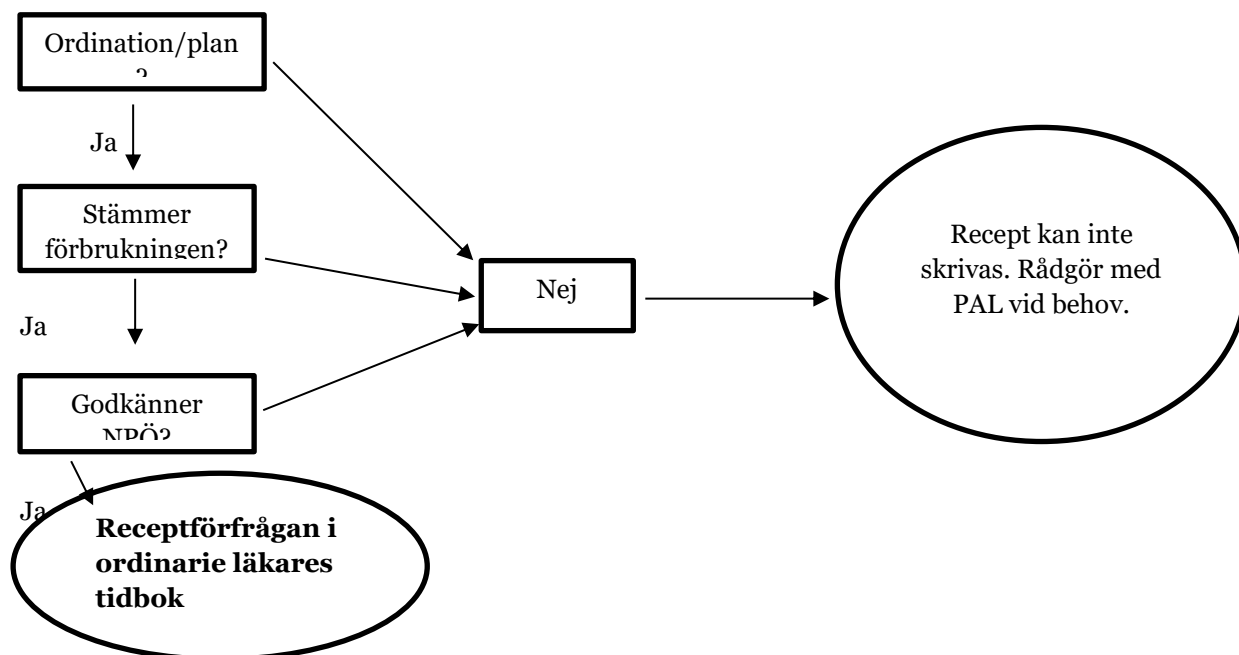 Ordination/plan
?
Ja
Stämmer
förbrukningen?
Ja
Godkänner
NPÖ?
Ja
Receptförfrågan i
ordinarie läkares
tidbok
Nej
Recept kan inte
skrivas. Rådgör med
PAL vid behov.